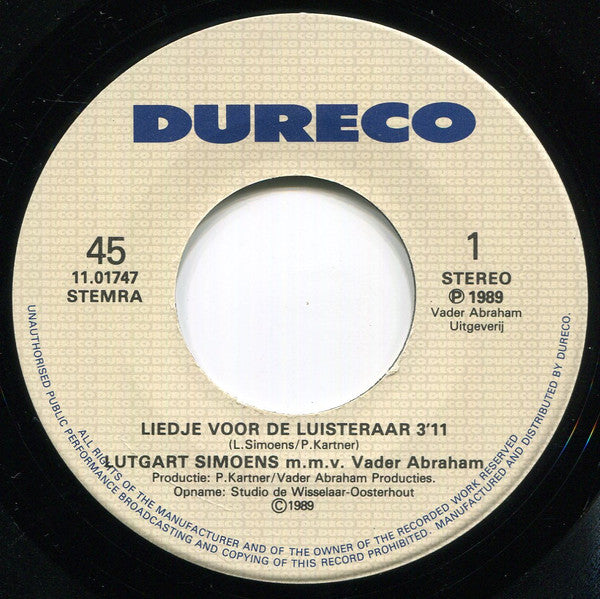 DURECO
45
11.01747
STEMRA
1
STEREO
℗ 1989
Vader Abraham
Uitgeverij
LIEDJE VOOR DE LUISTERAAR 3'11
(L.Simoens/P.Kartner)
LUTGART SIMOENS m.m.v. Vader Abraham
Productie: P.Kartner/Vader Abraham Producties.
Opname: Studio de Wisselaar-Oosterhout
©1989
ALL RIGHTS OF THE MANUFACTURER AND OF THE OWNER OF THE RECORDED WORK RESERVED
UNAUTHORISED PUBLIC PERFORMANCE BROADCASTING AND COPYING OF THIS RECORD PROHIBITED. MANUFACTURED AND DISTRIBUTED BY DURECO.